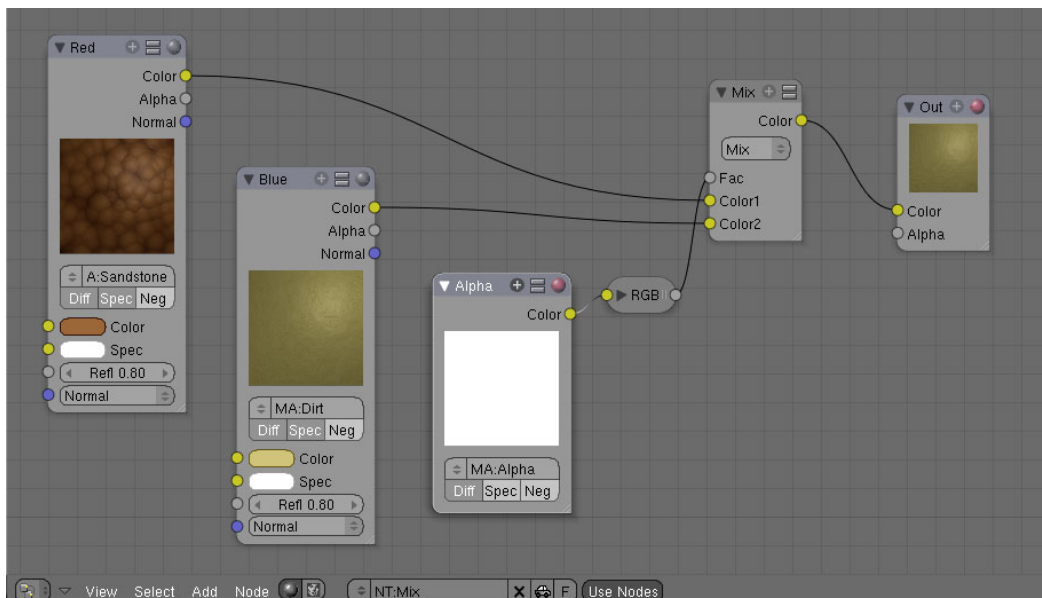 Red
Color
Alpha
Normal
A:Sandstone
Diff Spec Neg
Color
Spec
Refl 0.80
Normal
Blue
Color
Alpha
Normal
MA:Dirt
Diff Spec Neg
Color
Spec
Refl 0.80
Normal
Alpha
Color
MA:Alpha
Diff Spec Neg
RGB
Mix
Color
Mix
Fac
Color1
Color2
Out
Color
Alpha
View Select Add Node NT:Mix X F Use Nodes